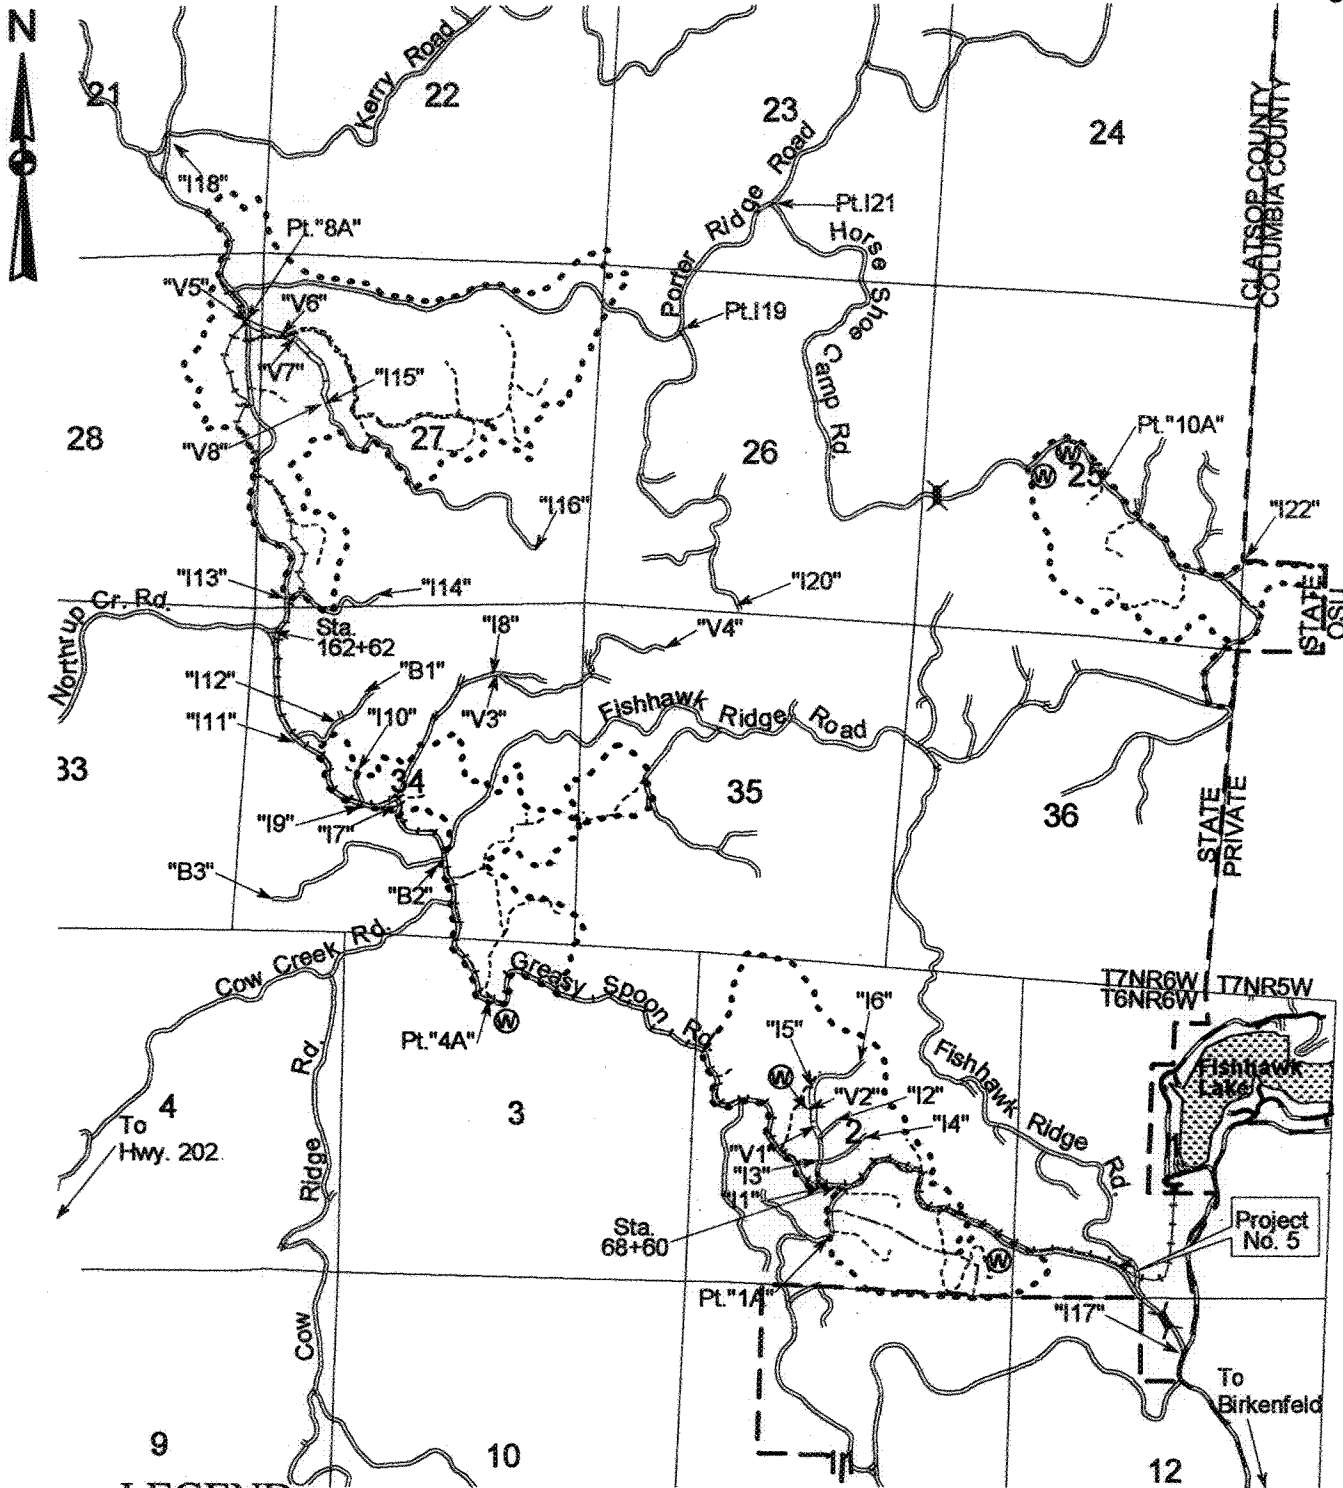 N
21
22
23
24
Kerry Road
"I18"
Pt."8A"
Porter Ridge Road
Pt.I21
Horse Shoe Camp Rd.
CLATSOP COUNTY
COLUMBIA COUNTY
"V5"
"V6"
Pt.I19
"V7"
"I15"
28
"V8"
27
26
Pt."10A"
W
W
25
"I16"
"I22"
"I13"
"I14"
"I20"
STATE
OSU
Northrup Cr. Rd.
Sta.
162+62
"I8"
"V4"
"I12"
"B1"
"I11"
"I10"
"V3"
Fishhawk Ridge Road
33
34
35
36
"I9"
"I7"
STATE
PRIVATE
"B3"
"B2"
Cow Creek Rd.
Greasy Spoon Rd.
T7NR6W
T7NR5W
T6NR6W
W
Pt."4A"
"I6"
"I5"
W
Fishhawk
Lake
Fishhawk Ridge Rd.
"V2"
"I2"
4
3
2
"I4"
1
To
Hwy. 202
"V1"
"I3"
"I1"
Cow Ridge Rd.
Sta.
68+60
W
Project
No. 5
Pt."1A"
"I17"
To
Birkenfeld
9
10
11
12
LEGEND